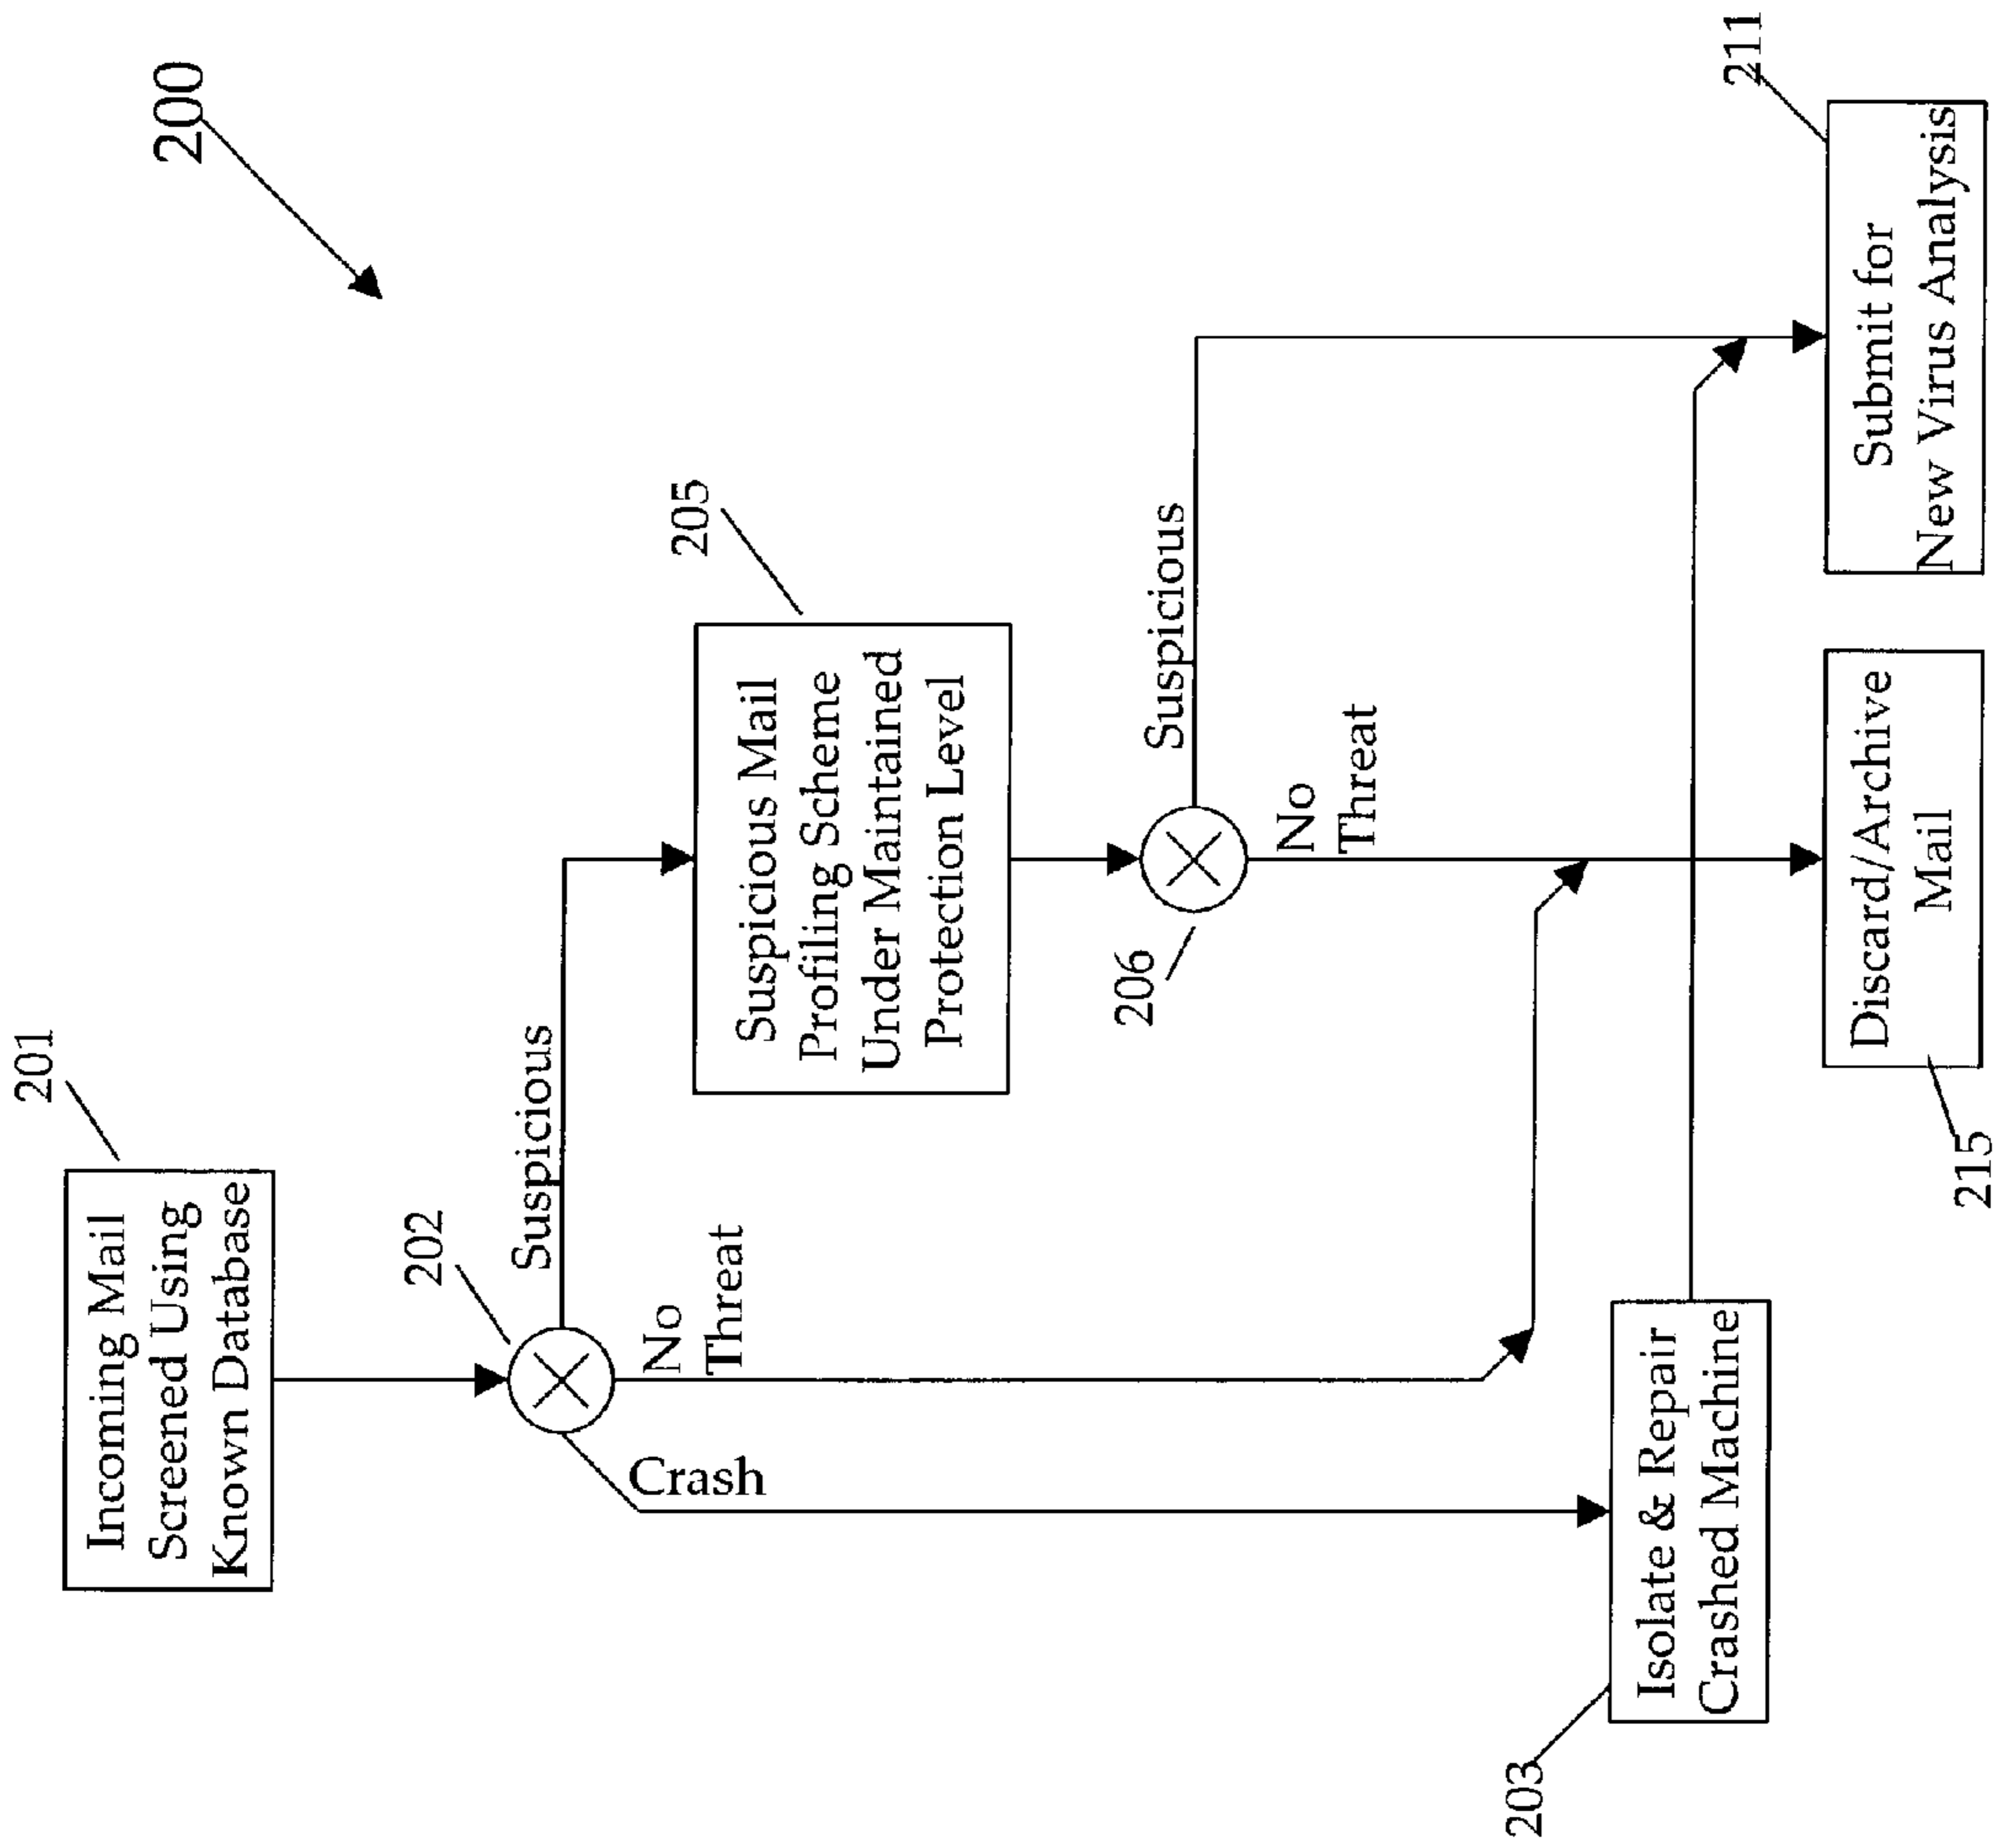 200
201
Incoming Mail
Screened Using
Known Database
202
Suspicious
No
Threat
Crash
205
Suspicious Mail
Profiling Scheme
Under Maintained
Protection Level
206
Suspicious
No
Threat
203
Isolate & Repair
Crashed Machine
215
Discard/Archive
Mail
211
Submit for
New Virus Analysis